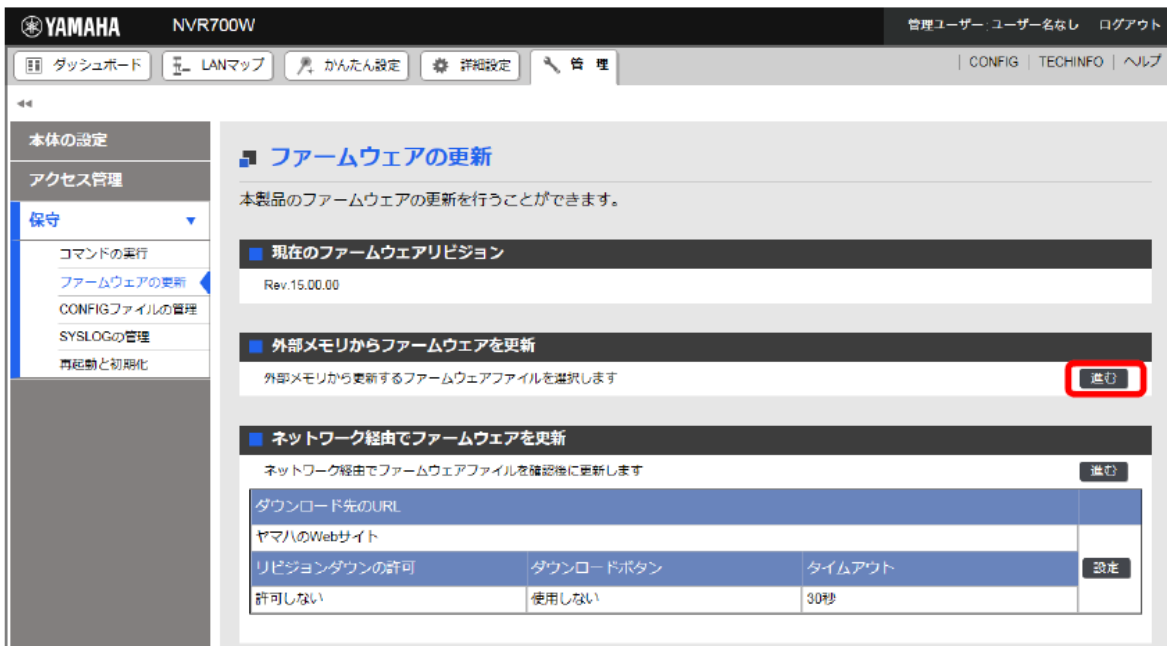 YAMAHA NVR700W 管理ユーザー:ユーザー名なし ログアウト
ダッシュボード LANマップ かんたん設定 詳細設定 管 理 | CONFIG | TECHINFO | ヘルプ
本体の設定
アクセス管理
保守
コマンドの実行
ファームウェアの更新
CONFIGファイルの管理
SYSLOGの管理
再起動と初期化
ファームウェアの更新
本製品のファームウェアの更新を行うことができます。
現在のファームウェアリビジョン
Rev.15.00.00
外部メモリからファームウェアを更新
外部メモリから更新するファームウェアファイルを選択します 進む
ネットワーク経由でファームウェアを更新
ネットワーク経由でファームウェアファイルを確認後に更新します 進む
ダウンロード先のURL
ヤマハのWebサイト
リビジョンダウンの許可 ダウンロードボタン タイムアウト 設定
許可しない 使用しない 30秒